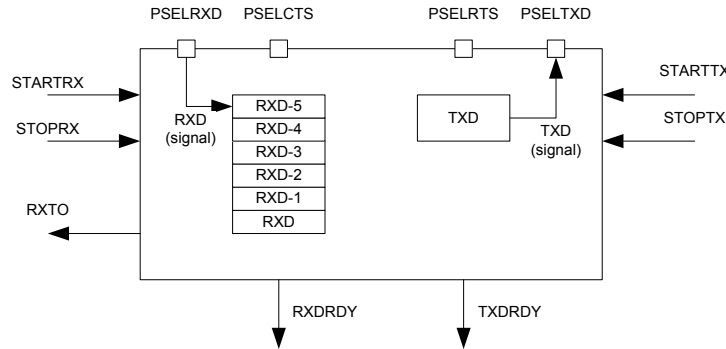 PSELRXD PSELCTS PSELRTS PSELTXD
STARTRX
STARTTX
RXD-5
RXD-4
RXD-3
RXD-2
RXD-1
RXD
RXD
(signal)
TXD
TXD
(signal)
STOPRX
STOPTX
RXTO
RXDRDY
TXDRDY